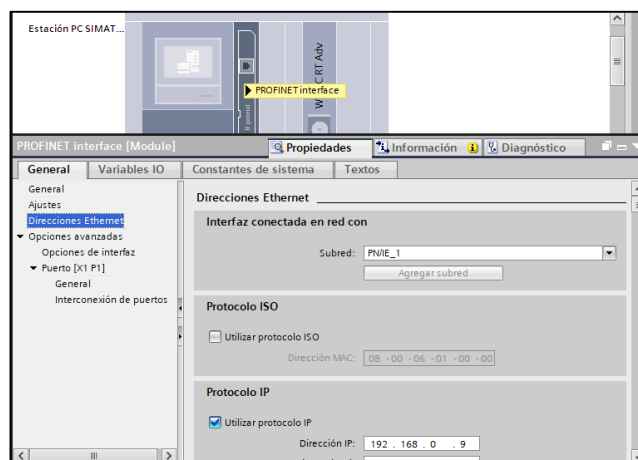 Estación PC SIMAT...
C RT Adv
PROFINET interface
PROFINET interface [Module]
Propiedades
Información
Diagnóstico
General
Variables IO
Constantes de sistema
Textos
General
Ajustes
Direcciones Ethernet
Opciones avanzadas
Opciones de interfaz
Puerto [X1 P1]
General
Interconexión de puertos
Direcciones Ethernet
Interfaz conectada en red con
Subred: PN/IE_1
Agregar subred
Protocolo ISO
Utilizar protocolo ISO
Dirección MAC: 08 -00 -06 -01 -00 -00
Protocolo IP
Utilizar protocolo IP
Dirección IP: 192 . 168 . 0 . 9